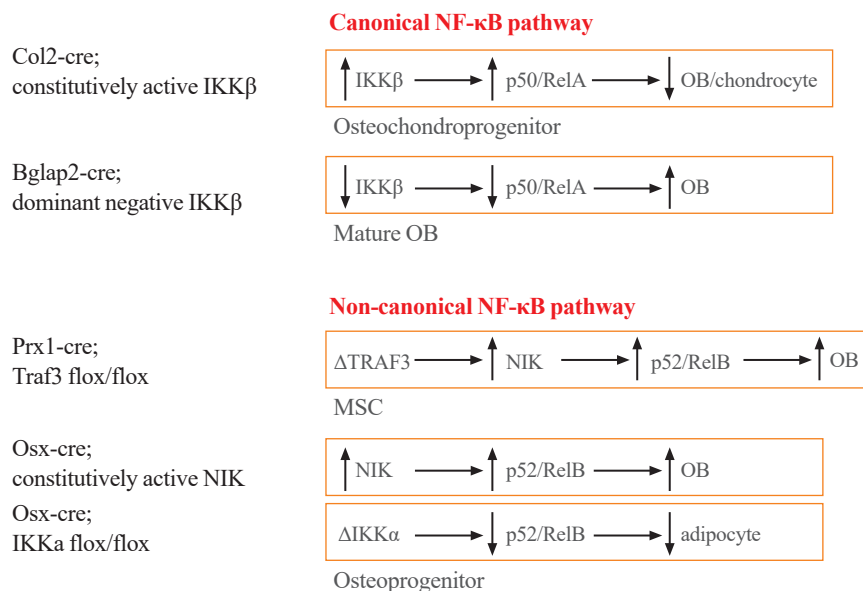 Canonical NF-κB pathway
Col2-cre;
constitutively active IKKβ
IKKβ p50/RelA OB/chondrocyte
Osteochondroprogenitor
Bglap2-cre;
dominant negative IKKβ
IKKβ p50/RelA OB
Mature OB
Non-canonical NF-κB pathway
Prx1-cre;
Traf3 flox/flox
ΔTRAF3 NIK p52/RelB OB
MSC
Osx-cre;
constitutively active NIK
NIK p52/RelB OB
Osx-cre;
IKKa flox/flox
ΔIKKα p52/RelB adipocyte
Osteoprogenitor